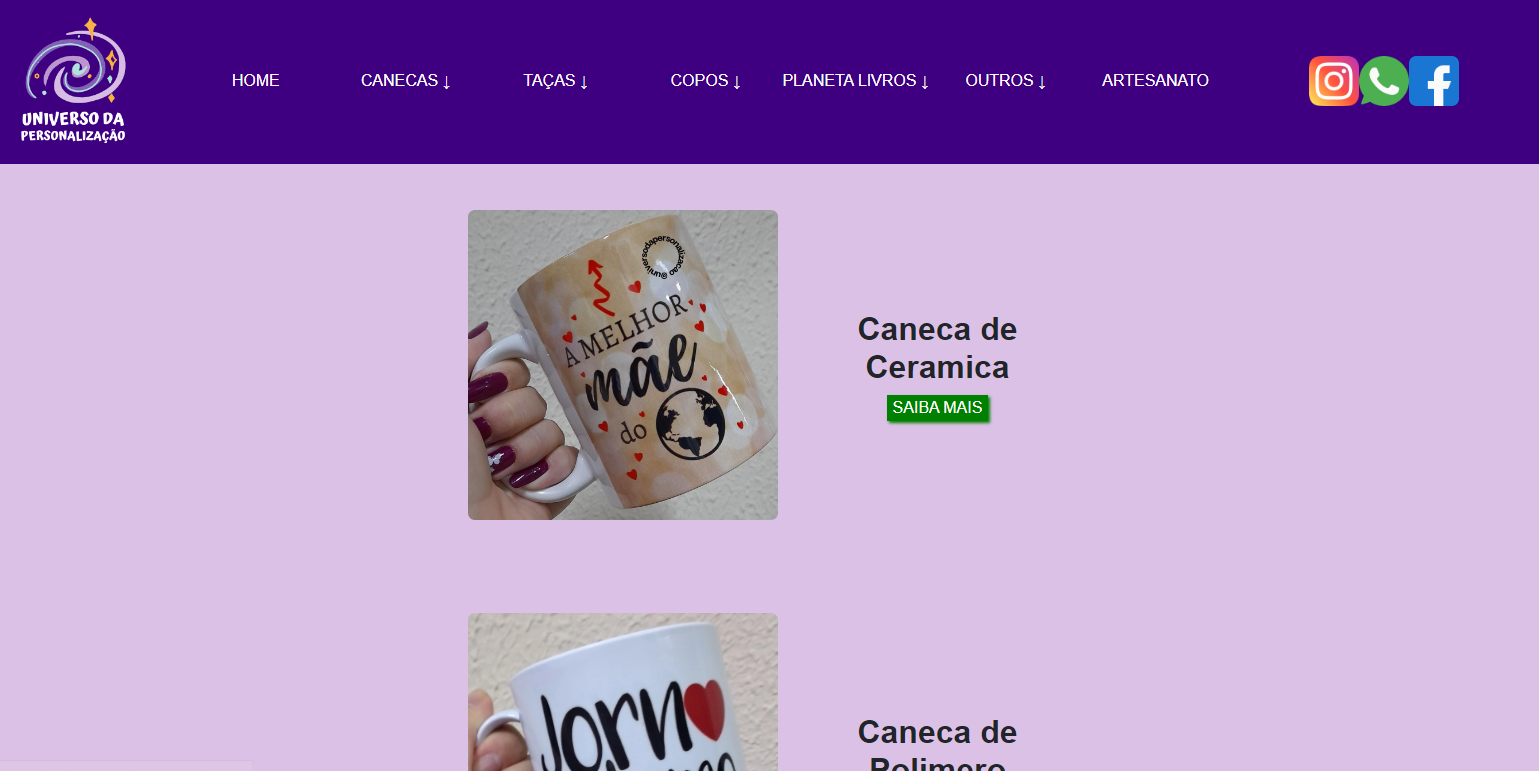 UNIVERSO DA
PERSONALIZAÇÃO
HOME
CANECAS ↓
TAÇAS ↓
COPOS ↓
PLANETA LIVROS ↓
OUTROS ↓
ARTESANATO
@universodapersonalizacao
A MELHOR
mãe
do
Caneca de
Ceramica
SAIBA MAIS
Jorn
Caneca de
Polimero